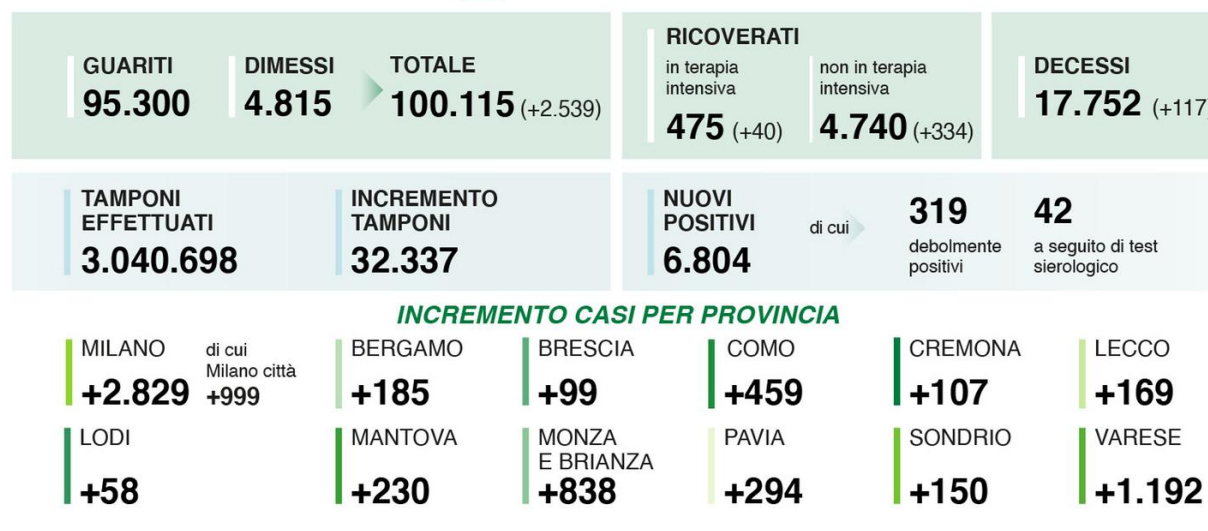 GUARITI
95.300
DIMESSI
4.815
TOTALE
100.115 (+2.539)
RICOVERATI
in terapia
intensiva
475 (+40)
non in terapia
intensiva
4.740 (+334)
DECESSI
17.752 (+117)
TAMPONI
EFFETTUATI
3.040.698
INCREMENTO
TAMPONI
32.337
NUOVI
POSITIVI
6.804
di cui
319
debolmente
positivi
42
a seguito di test
sierologico
INCREMENTO CASI PER PROVINCIA
MILANO
+2.829
di cui
Milano città
+999
BERGAMO
+185
BRESCIA
+99
COMO
+459
CREMONA
+107
LECCO
+169
LODI
+58
MANTOVA
+230
MONZA
E BRIANZA
+838
PAVIA
+294
SONDRIO
+150
VARESE
+1.192